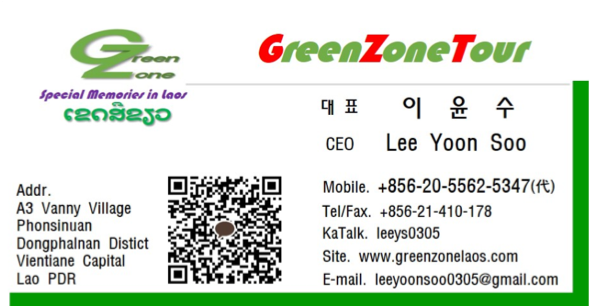 Green Zone
Special Memories in Laos
ເຂດສີຂຽວ
GreenZoneTour
대 표 이 윤 수
CEO Lee Yoon Soo
Addr.
A3 Vanny Village
Phonsinuan
Dongphalnan Distict
Vientiane Capital
Lao PDR
Mobile. +856-20-5562-5347(代)
Tel/Fax. +856-21-410-178
KaTalk. leeys0305
Site. www.greenzonelaos.com
E-mail. leeyoonsoo0305@gmail.com